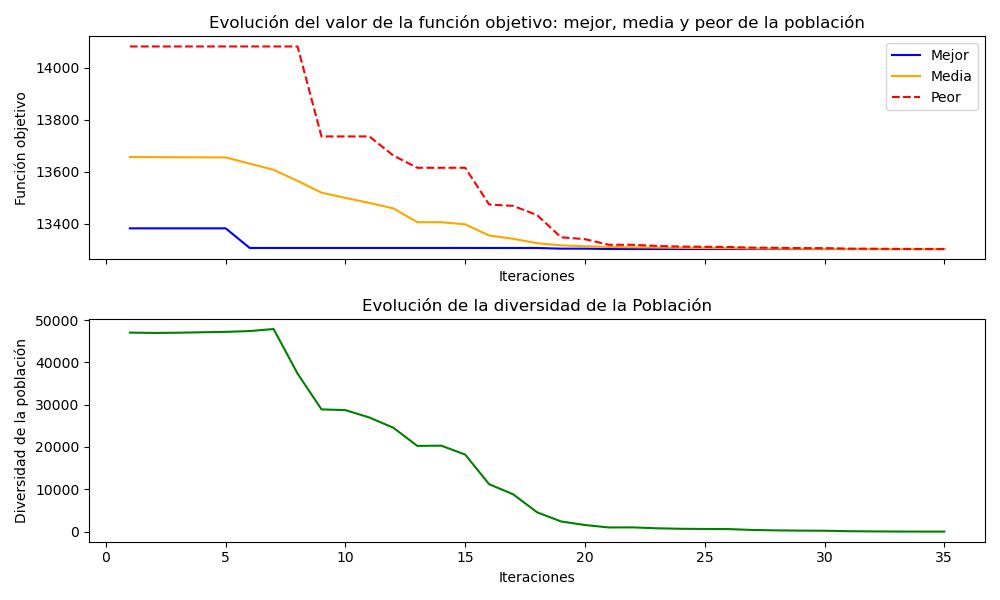 Evolución del valor de la función objetivo: mejor, media y peor de la población
14000
13800
13600
13400
Función objetivo
Mejor
Media
Peor
Iteraciones
Evolución de la diversidad de la Población
50000
40000
30000
20000
10000
0
Diversidad de la población
0 5 10 15 20 25 30 35
Iteraciones